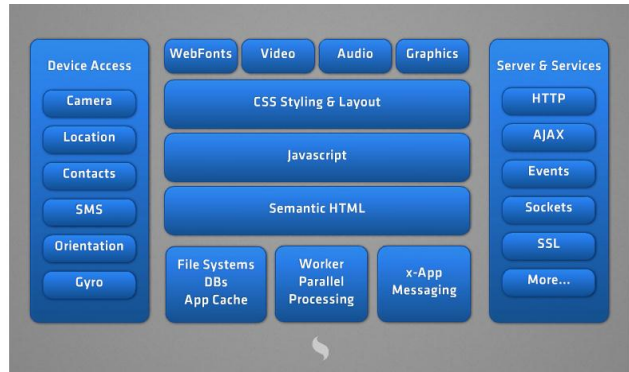 Device Access
Camera
Location
Contacts
SMS
Orientation
Gyro
WebFonts
Video
Audio
Graphics
CSS Styling & Layout
Javascript
Semantic HTML
File Systems
DBs
App Cache
Worker
Parallel
Processing
x-App
Messaging
Server & Services
HTTP
AJAX
Events
Sockets
SSL
More...